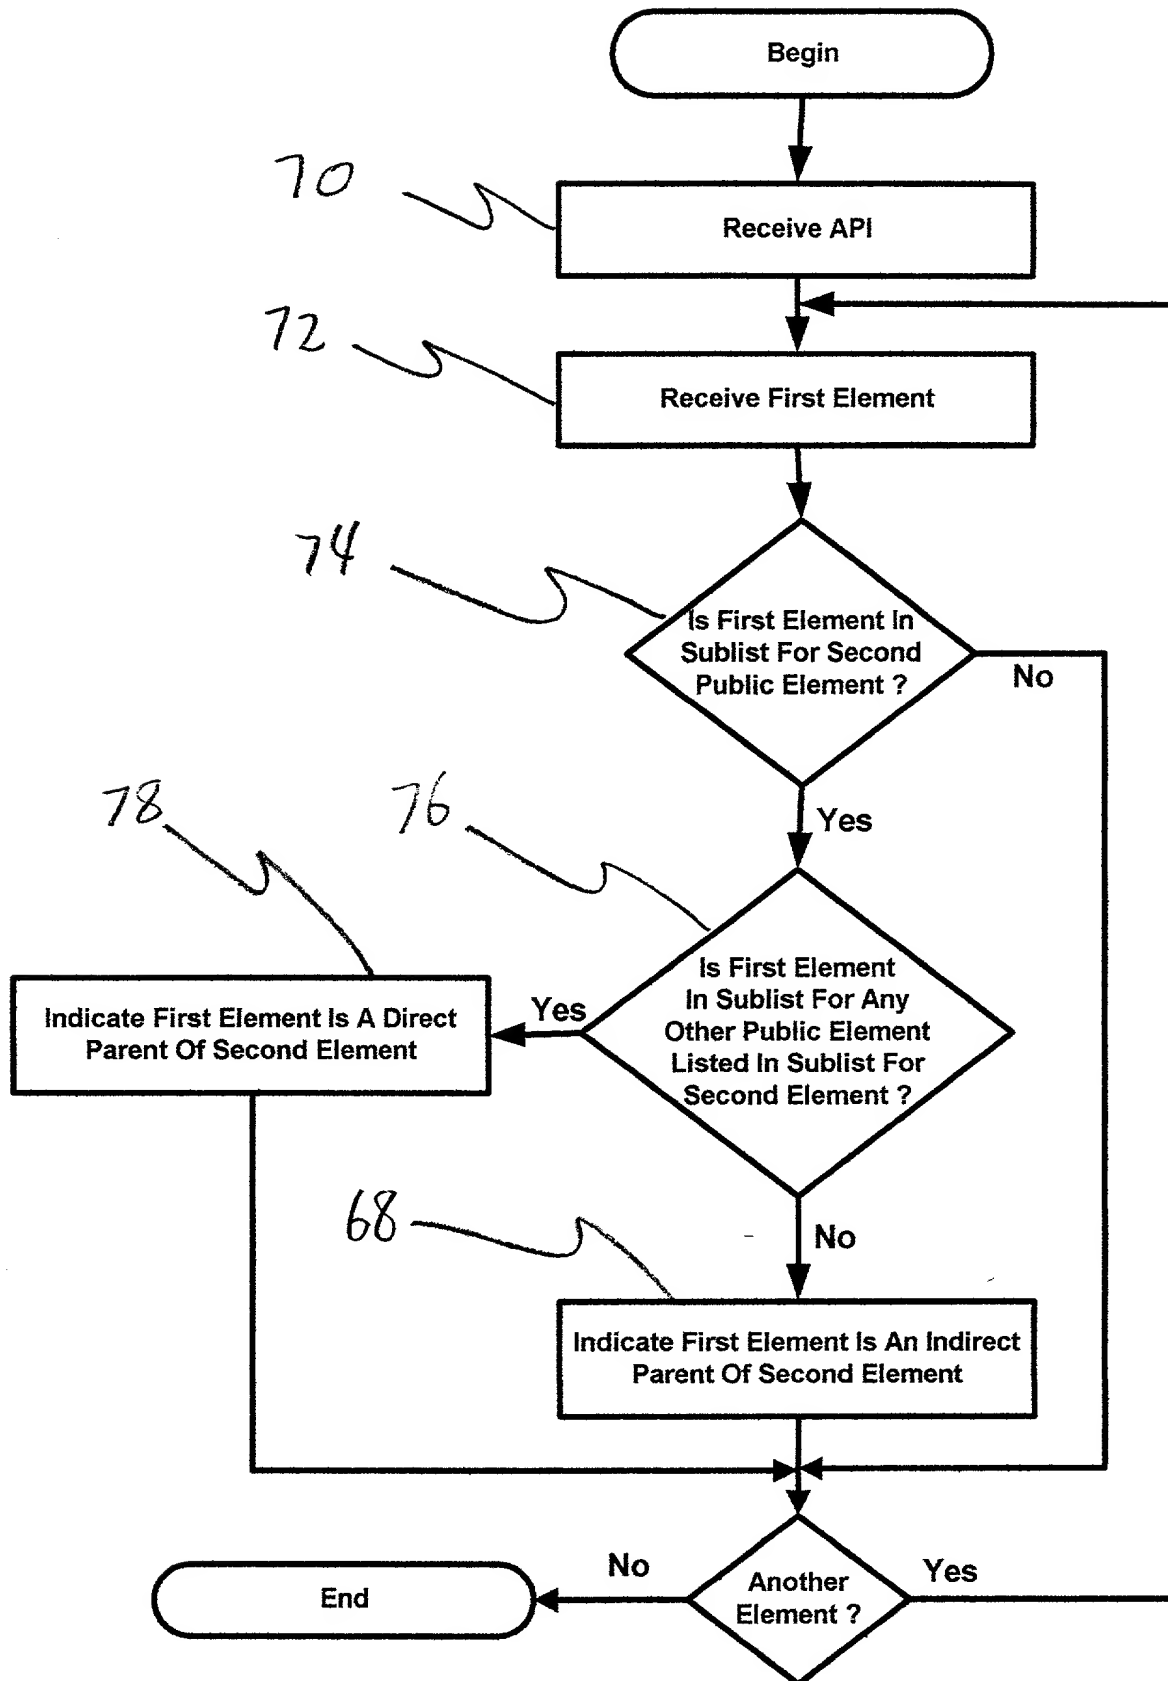 Begin
70
Receive API
72
Receive First Element
74
Is First Element In
Sublist For Second
Public Element ?
No
Yes
78
76
Is First Element
In Sublist For Any
Other Public Element
Listed In Sublist For
Second Element ?
Yes
Indicate First Element Is A Direct
Parent Of Second Element
No
68
Indicate First Element Is An Indirect
Parent Of Second Element
Another
Element ?
No
Yes
End